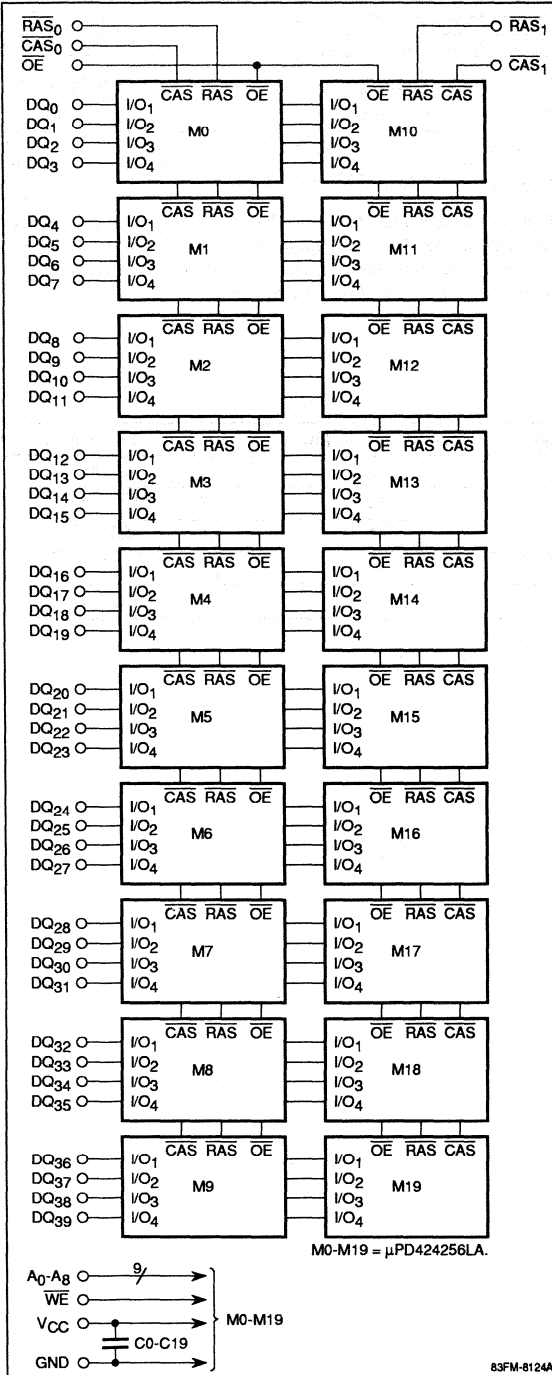 RAS0 RAS1
CAS0
OE CAS1
CAS RAS OE OE RAS CAS
DQ0 I/O1 I/O1
DQ1 I/O2 M0 I/O2 M10
DQ2 I/O3 I/O3
DQ3 I/O4 I/O4
CAS RAS OE OE RAS CAS
DQ4 I/O1 I/O1
DQ5 I/O2 M1 I/O2 M11
DQ6 I/O3 I/O3
DQ7 I/O4 I/O4
CAS RAS OE OE RAS CAS
DQ8 I/O1 I/O1
DQ9 I/O2 M2 I/O2 M12
DQ10 I/O3 I/O3
DQ11 I/O4 I/O4
CAS RAS OE OE RAS CAS
DQ12 I/O1 I/O1
DQ13 I/O2 M3 I/O2 M13
DQ14 I/O3 I/O3
DQ15 I/O4 I/O4
CAS RAS OE OE RAS CAS
DQ16 I/O1 I/O1
DQ17 I/O2 M4 I/O2 M14
DQ18 I/O3 I/O3
DQ19 I/O4 I/O4
CAS RAS OE OE RAS CAS
DQ20 I/O1 I/O1
DQ21 I/O2 M5 I/O2 M15
DQ22 I/O3 I/O3
DQ23 I/O4 I/O4
CAS RAS OE OE RAS CAS
DQ24 I/O1 I/O1
DQ25 I/O2 M6 I/O2 M16
DQ26 I/O3 I/O3
DQ27 I/O4 I/O4
CAS RAS OE OE RAS CAS
DQ28 I/O1 I/O1
DQ29 I/O2 M7 I/O2 M17
DQ30 I/O3 I/O3
DQ31 I/O4 I/O4
CAS RAS OE OE RAS CAS
DQ32 I/O1 I/O1
DQ33 I/O2 M8 I/O2 M18
DQ34 I/O3 I/O3
DQ35 I/O4 I/O4
CAS RAS OE OE RAS CAS
DQ36 I/O1 I/O1
DQ37 I/O2 M9 I/O2 M19
DQ38 I/O3 I/O3
DQ39 I/O4 I/O4
M0-M19 = μPD424256LA.
A0-A8 9
WE
VCC M0-M19
C0-C19
GND
83FM-8124A